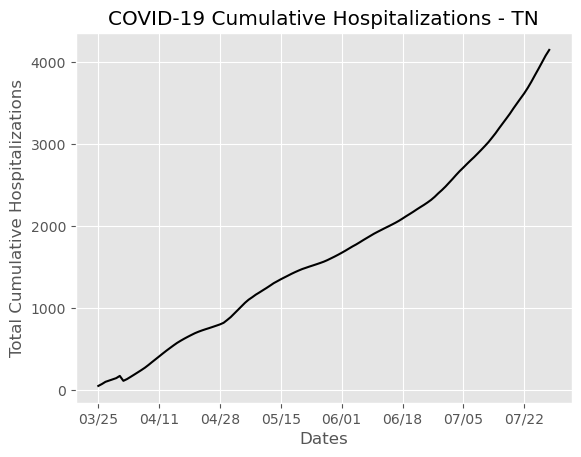 COVID-19 Cumulative Hospitalizations - TN
Total Cumulative Hospitalizations
4000
3000
2000
1000
0
03/25 04/11 04/28 05/15 06/01 06/18 07/05 07/22
Dates